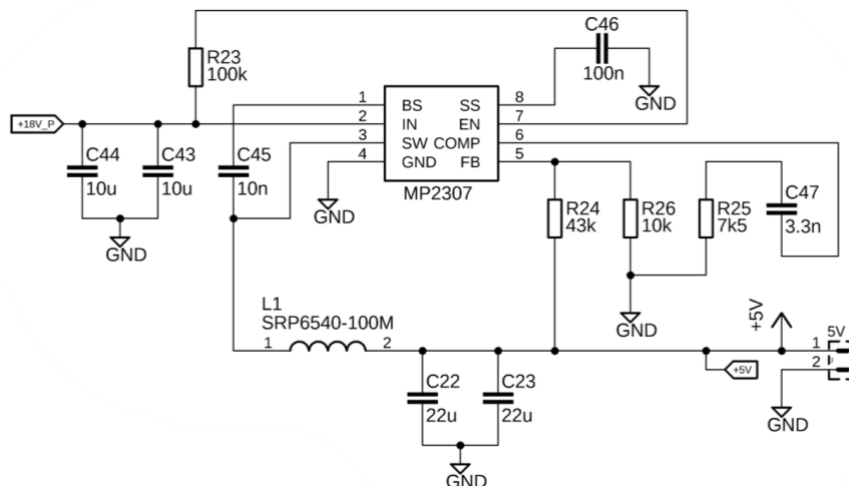 R23
100k
C46
100n
GND
+18V_P
1 BS SS 8
2 IN EN 7
3 SW COMP 6
4 GND FB 5
MP2307
C44
10u
C43
10u
C45
10n
GND
GND
R24
43k
R26
10k
R25
7k5
C47
3.3n
GND
L1
SRP6540-100M
1 2
+5V
5V
1
2
+5V
C22
22u
C23
22u
GND
GND